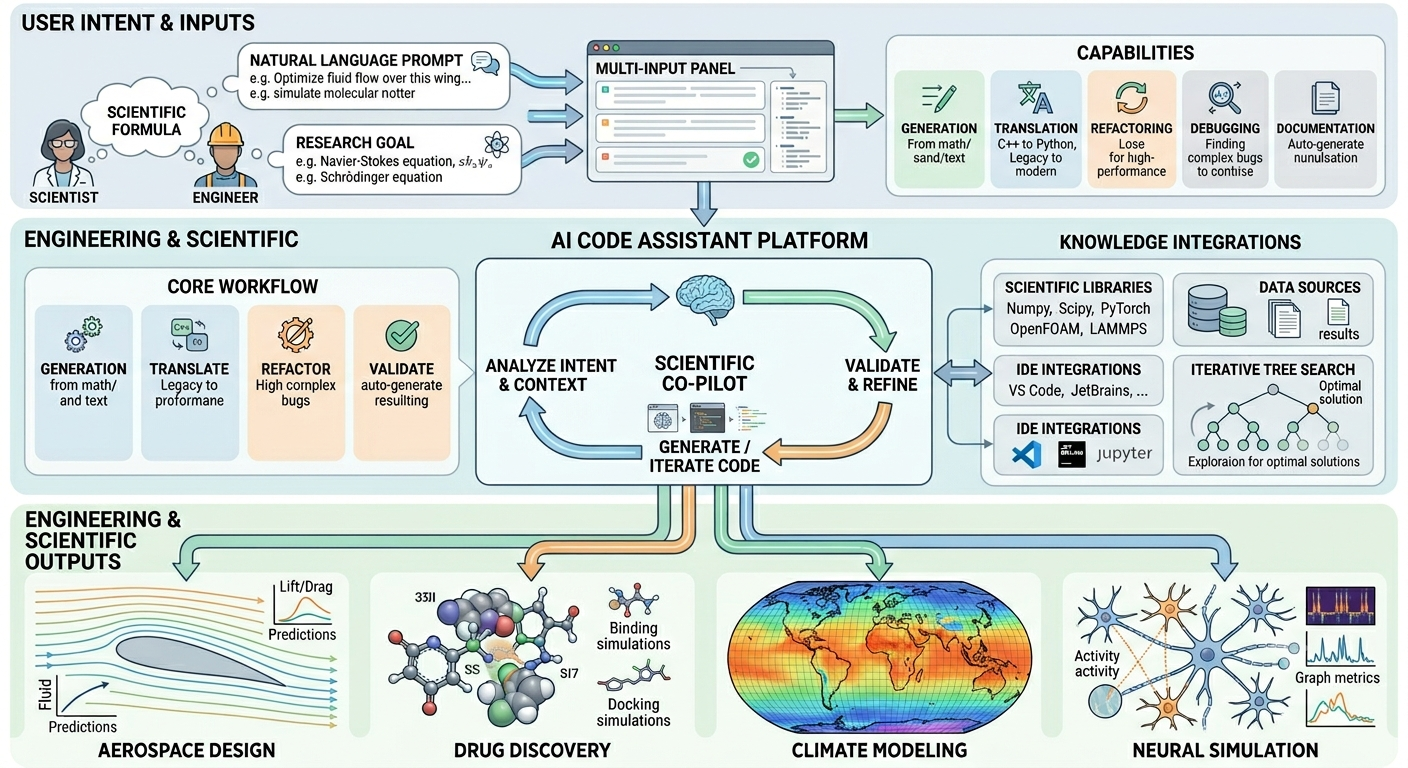 USER INTENT & INPUTS
SCIENTIFIC
FORMULA
SCIENTIST
ENGINEER
NATURAL LANGUAGE PROMPT
e.g. Optimize fluid flow over this wing...
e.g. simulate molecular notter
RESEARCH GOAL
e.g. Navier-Stokes equation,
e.g. Schrödinger equation
MULTI-INPUT PANEL
CAPABILITIES
GENERATION
From math/
sand/text
TRANSLATION
C++ to Python,
Legacy to
modern
REFACTORING
Lose
for high-
performance
DEBUGGING
Finding
complex bugs
to conthise
DOCUMENTATION
Auto-generate
nunulsation
ENGINEERING & SCIENTIFIC
CORE WORKFLOW
GENERATION
from math/
and text
TRANSLATE
Legacy to
proformane
REFACTOR
High comrplex
bugs
VALIDATE
auto-generate
resulting
AI CODE ASSISTANT PLATFORM
ANALYZE INTENT
& CONTEXT
SCIENTIFIC
CO-PILOT
VALIDATE
& REFINE
GENERATE /
ITERATE CODE
KNOWLEDGE INTEGRATIONS
SCIENTIFIC LIBRARIES
Numpy, Scipy, PyTorch
OpenFOAM, LAMMPS
DATA SOURCES
results
IDE INTEGRATIONS
VS Code, JetBrains, ...
IDE INTEGRATIONS
jupyter
ITERATIVE TREE SEARCH
Optimal
solution
Exploraion for optimal solutions
ENGINEERING &
SCIENTIFIC
OUTPUTS
Lift/Drag
Predictions
Fluid
Predictions
AEROSPACE DESIGN
33II
SS
SI7
Binding
simulations
Docking
simulations
DRUG DISCOVERY
CLIMATE MODELING
Activity
activity
Graph metrics
NEURAL SIMULATION